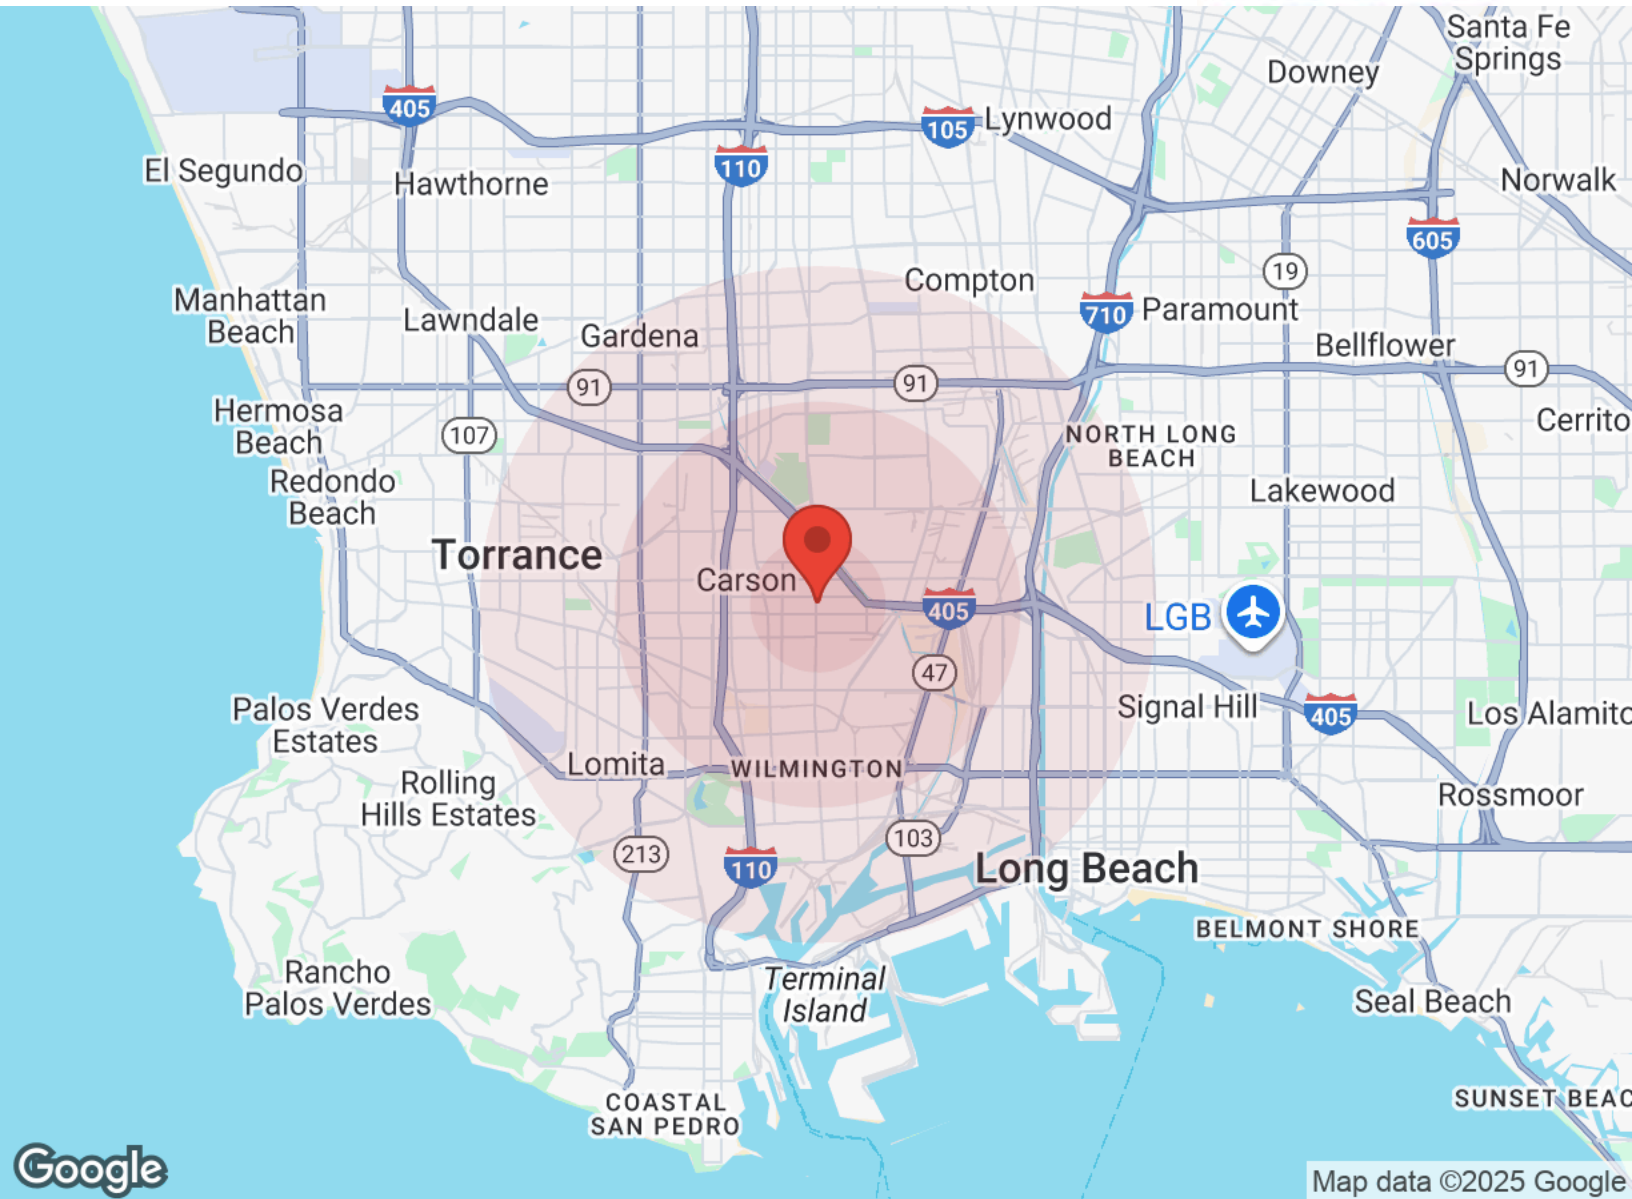 Santa Fe
Springs
Downey
405
105
Lynwood
110
El Segundo
Hawthorne
Norwalk
605
19
Compton
Manhattan
Beach
Lawndale
Gardena
710
Paramount
Bellflower
91
91
91
Hermosa
Beach
107
Cerrito
NORTH LONG
BEACH
Redondo
Beach
Lakewood
Torrance
Carson
405
LGB
47
Palos Verdes
Estates
Signal Hill
405
Los Alamitc
Lomita
WILMINGTON
Rolling
Hills Estates
Rossmoor
213
110
103
Long Beach
BELMONT SHORE
Rancho
Palos Verdes
Terminal
Island
Seal Beach
COASTAL
SAN PEDRO
SUNSET BEAC
Google
Map data ©2025 Google